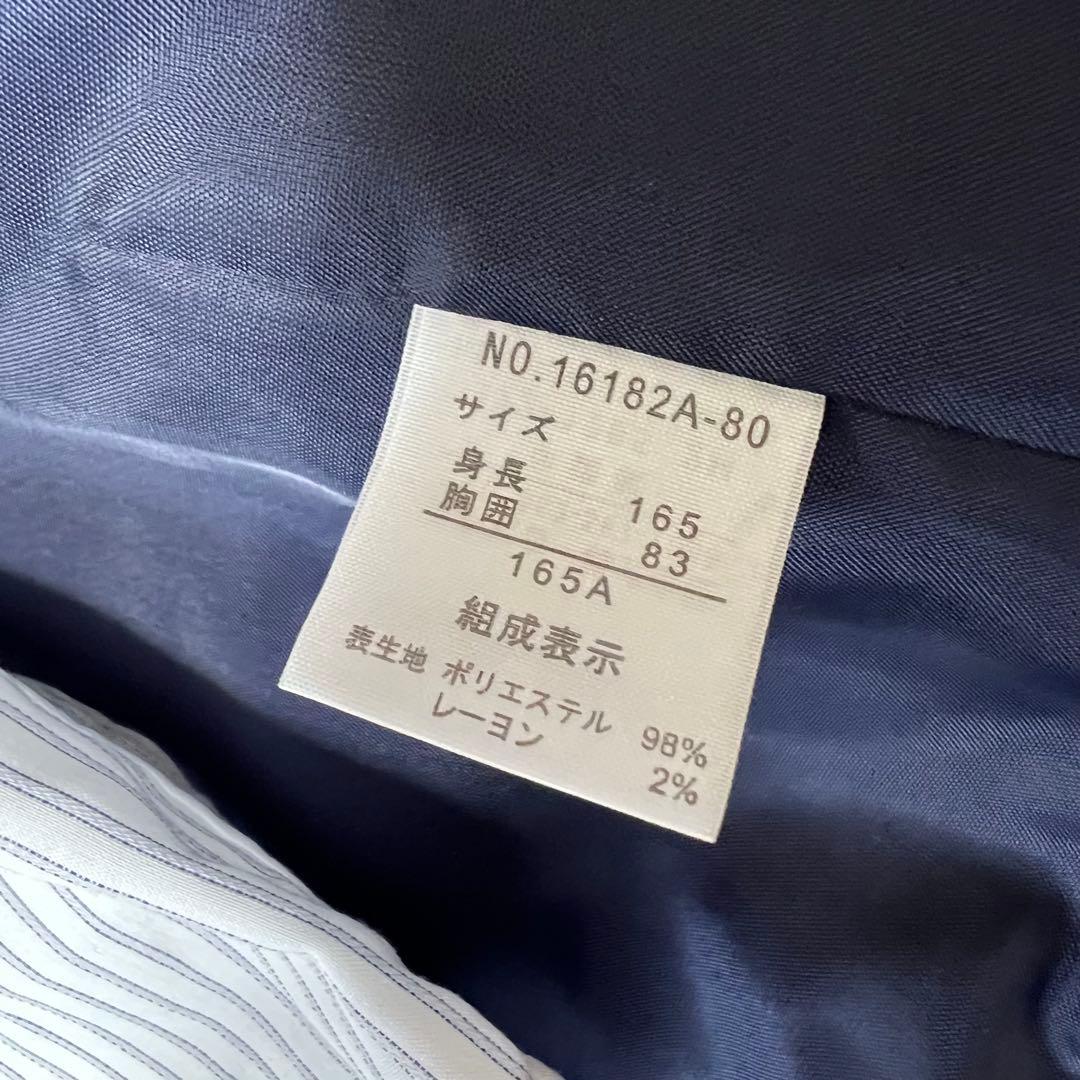 NO.16182A-80
サイズ
身長 165
胸囲 83
165A
組成表示
表生地 ポリエステル 98%
レーヨン 2%